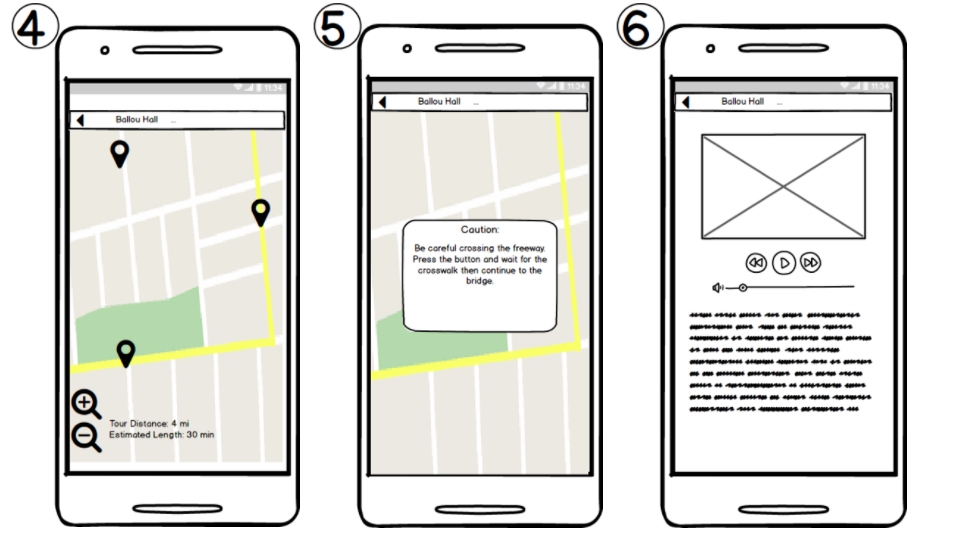 4
5
6
11:34
Ballou Hall ...
Tour Distance: 4 mi
Estimated Length: 30 min
11:34
Ballou Hall ...
Caution:
Be careful crossing the freeway.
Press the button and wait for the
crosswalk then continue to the
bridge.
11:34
Ballou Hall ...